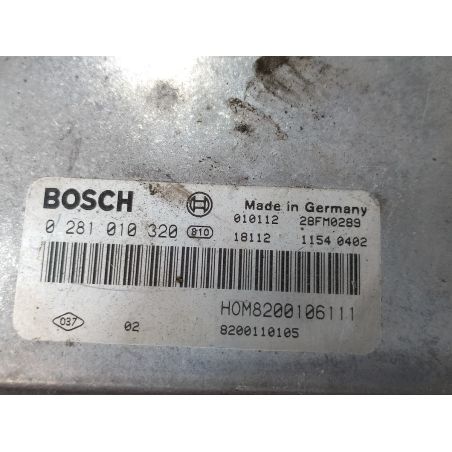 BOSCH Made in Germany
010112 28FM0289
0 281 010 320 810 18112 1154 0402
HOM8200106111
037 02 8200110105